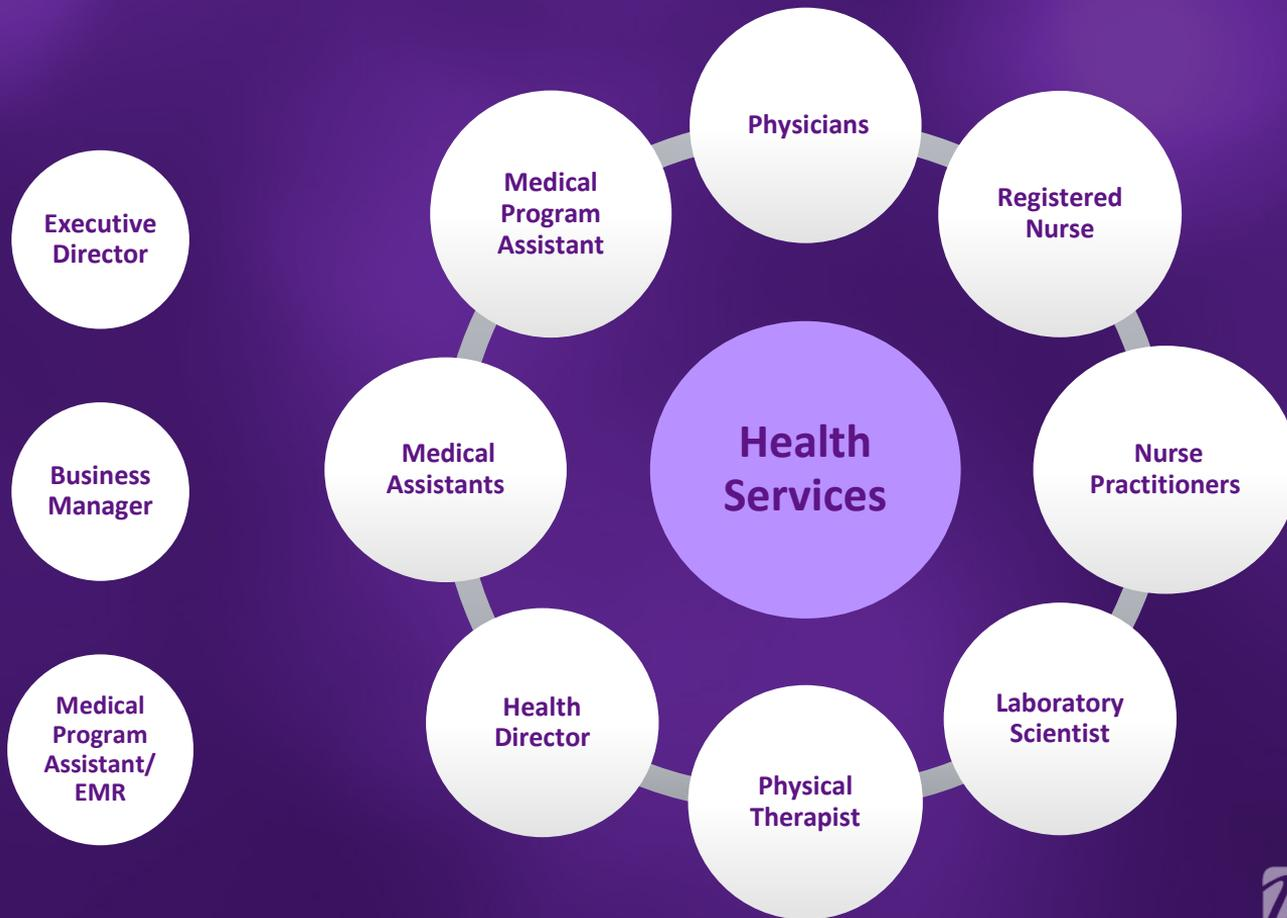 Executive
Director
Business
Manager
Medical
Program
Assistant/
EMR
Physicians
Registered
Nurse
Nurse
Practitioners
Laboratory
Scientist
Physical
Therapist
Health
Director
Medical
Assistants
Medical
Program
Assistant
Health
Services